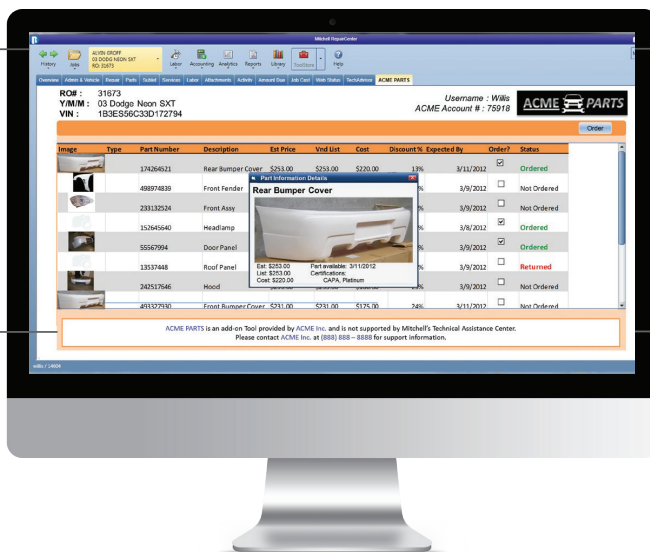 Mitchell RepairCenter
History
Jobs
ALVIN GROFF
03 DODG NEON SXT
RO: 31673
Labor
Accounting
Analytics
Reports
Library
ToolStore
Help
Overview Admin & Vehicle Repair Parts Sublet Services Labor Attachments Activity Amount Due Job Card Web Status TechAdvisor ACME PARTS
RO# : 31673
Y/M/M : 03 Dodge Neon SXT
VIN : 1B3ES56C33D172794
Username : Willis
ACME Account # : 75918
ACME PARTS
Order
Image Type Part Number Description Est Price Vnd List Cost Discount % Expected By Order? Status
174264521 Rear Bumper Cover $253.00 $253.00 $220.00 13% 3/11/2012 Ordered
498974839 Front Fender 3/9/2012 Not Ordered
233132524 Front Assy 3/9/2012 Not Ordered
152645640 Headlamp 3/8/2012 Ordered
55567994 Door Panel 3/9/2012 Ordered
13537448 Roof Panel 3/9/2012 Returned
242517646 Hood 3/9/2012 Not Ordered
493327930 Front Bumper Cover $231.00 $231.00 $175.00 24% 3/11/2012 Not Ordered
Part Information Details
Rear Bumper Cover
Est: $253.00 Part available: 3/11/2012
List: $253.00 Certifications:
Cost: $220.00 CAPA, Platinum
ACME PARTS is an add-on Tool provided by ACME Inc. and is not supported by Mitchell's Technical Assistance Center.
Please contact ACME Inc. at (888) 888 – 8888 for support information.
willis / 14004